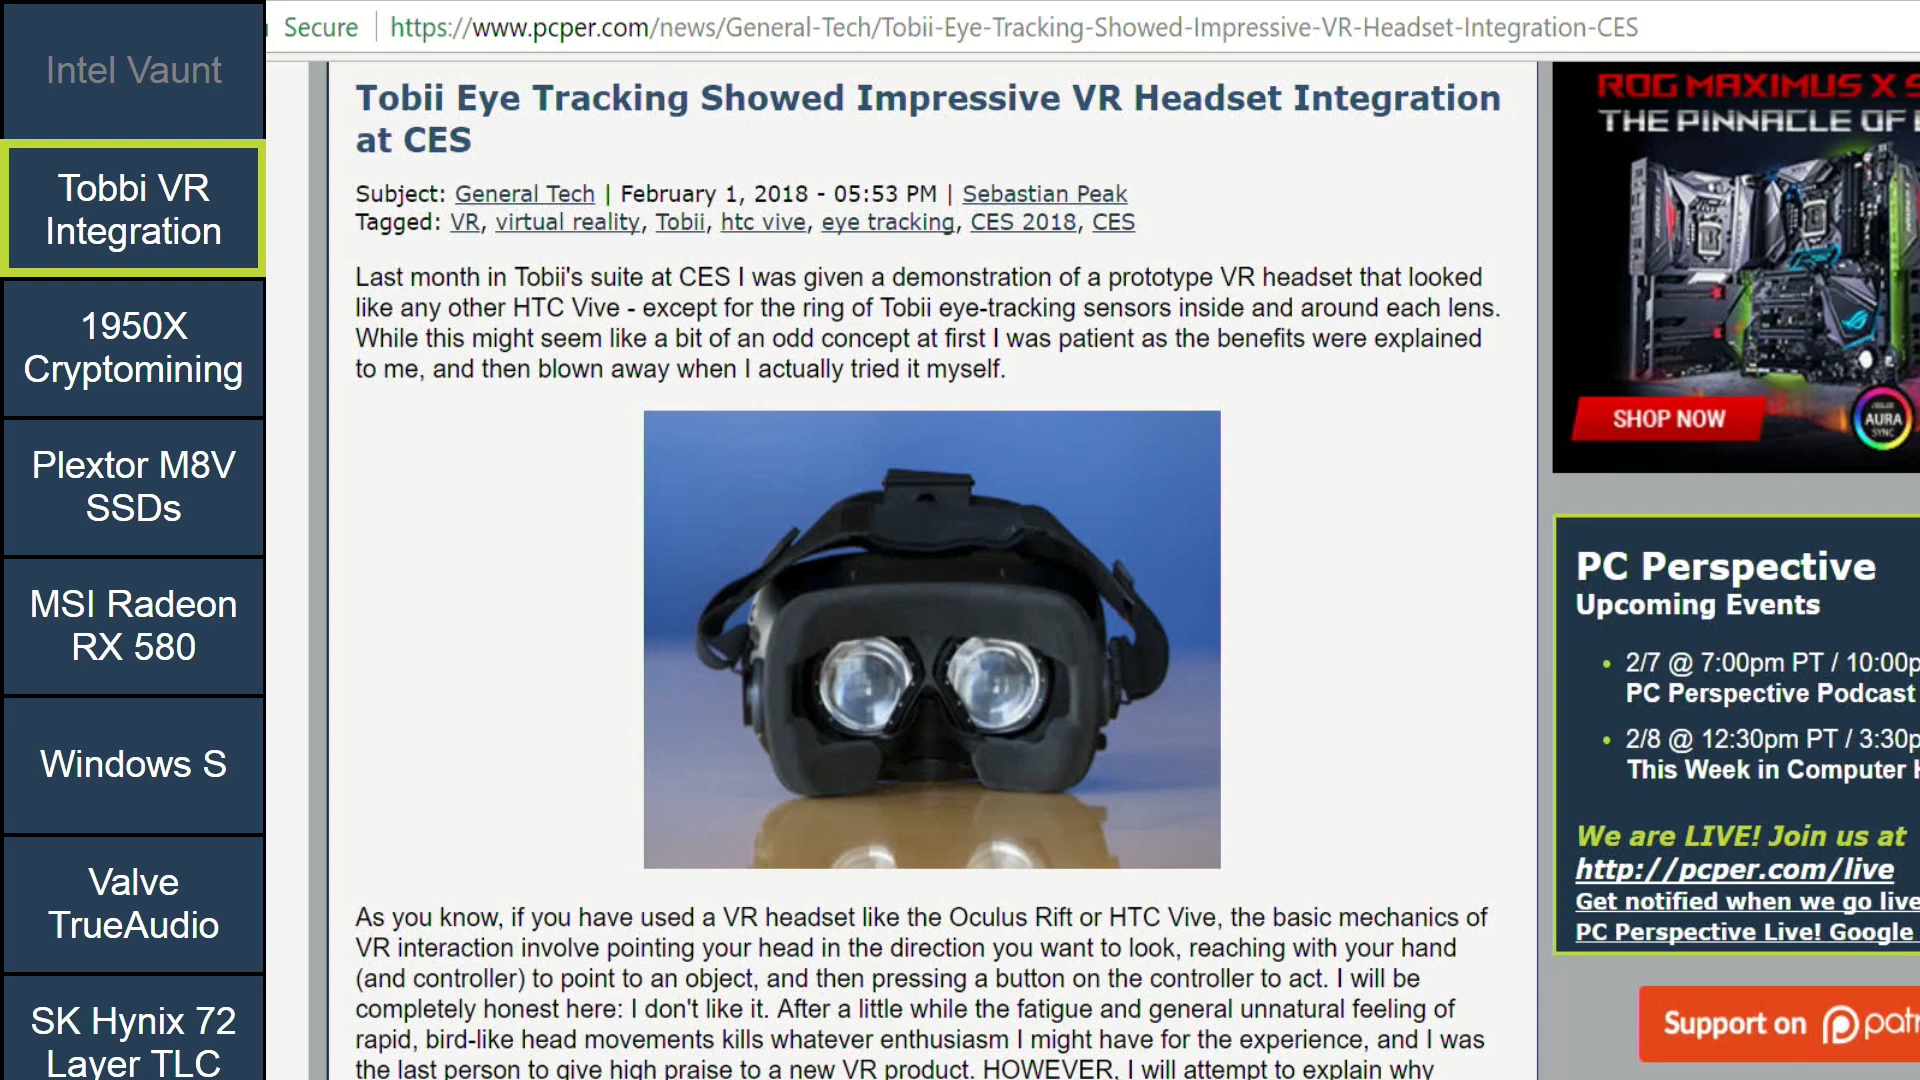 Intel Vaunt
Tobbi VR
Integration
1950X
Cryptomining
Plextor M8V
SSDs
MSI Radeon
RX 580
Windows S
Valve
TrueAudio
SK Hynix 72
Layer TLC
Secure
https://www.pcper.com/news/General-Tech/Tobii-Eye-Tracking-Showed-Impressive-VR-Headset-Integration-CES
Tobii Eye Tracking Showed Impressive VR Headset Integration
at CES
Subject: General Tech | February 1, 2018 - 05:53 PM | Sebastian Peak
Tagged: VR, virtual reality, Tobii, htc vive, eye tracking, CES 2018, CES
Last month in Tobii's suite at CES I was given a demonstration of a prototype VR headset that looked
like any other HTC Vive - except for the ring of Tobii eye-tracking sensors inside and around each lens.
While this might seem like a bit of an odd concept at first I was patient as the benefits were explained
to me, and then blown away when I actually tried it myself.
As you know, if you have used a VR headset like the Oculus Rift or HTC Vive, the basic mechanics of
VR interaction involve pointing your head in the direction you want to look, reaching with your hand
(and controller) to point to an object, and then pressing a button on the controller to act. I will be
completely honest here: I don't like it. After a little while the fatigue and general unnatural feeling of
rapid, bird-like head movements kills whatever enthusiasm I might have for the experience, and I was
the last person to give high praise to a new VR product. HOWEVER, I will attempt to explain why
ROG MAXIMUS X S
THE PINNACLE OF
SHOP NOW
AURA
SYNC
PC Perspective
Upcoming Events
• 2/7 @ 7:00pm PT / 10:00p
PC Perspective Podcast
• 2/8 @ 12:30pm PT / 3:30p
This Week in Computer H
We are LIVE! Join us at
http://pcper.com/live
Get notified when we go live
PC Perspective Live! Google
Support on patr